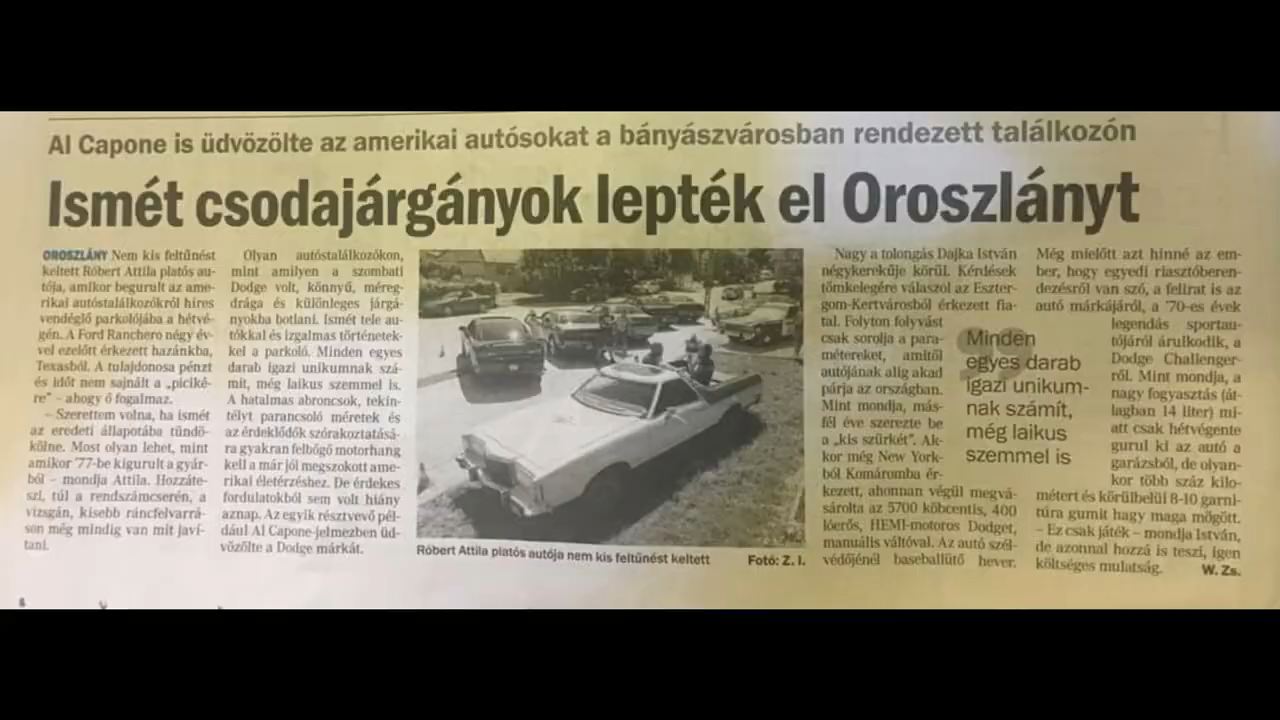 Al Capone is üdvözölte az amerikai autósokat a bányászvárosban rendezett találkozón
Ismét csodajárgányok lepték el Oroszlányt
OROSZLÁNY Nem kis feltűnést
keltett Róbert Attila platós au-
tója, amikor begurult az ame-
rikai autóstalálkozókról híres
vendéglő parkolójába a hétvé-
gén. A Ford Ranchero négy év-
vel ezelőtt érkezett hazánkba,
Texasból. A tulajdonosa pénzt
és időt nem sajnált a „piciké-
re” – ahogy ő fogalmaz.
– Szerettem volna, ha ismét
az eredeti állapotába tündö-
kölne. Most olyan lehet, mint
amikor '77-be kigurult a gyár-
ból – mondja Attila. Hozzáte-
szi, túl a rendszámcserén, a
vizsgán, kisebb ráncfelvarrá-
son még mindig van mit javí-
tani.
Olyan autóstalálkozókon,
mint amilyen a szombati
Dodge volt, könnyű, méreg-
drága és különleges járgá-
nyokba botlani. Ismét tele au-
tókkal és izgalmas történetek-
kel a parkoló. Minden egyes
darab igazi unikumnak szá-
mít, még laikus szemmel is.
A hatalmas abroncsok, tekin-
télyt parancsoló méretek és
az érdeklődők szórakoztatásá-
ra gyakran felbőgő motorhang
kell a már jól megszokott ame-
rikai életérzéshez. De érdekes
fordulatokból sem volt hiány
aznap. Az egyik résztvevő pél-
dául Al Capone-jelmezben üd-
vözölte a Dodge márkát.
Róbert Attila platós autója nem kis feltűnést keltett
Fotó: Z. I.
Nagy a tolongás Dajka István
négykerekűje körül. Kérdések
tömkelegére válaszol az Eszter-
gom-Kertvárosból érkezett fia-
tal. Folyton folyvást
csak sorolja a para-
métereket, amitől
autójának alig akad
párja az országban.
Mint mondja, más-
fél éve szerezte be
a „kis szürkét”. Ak-
kor még New York-
ból Komáromba ér-
kezett, ahonnan végül megvá-
sárolta az 5700 köbcentis, 400
lóerős, HEMI-motoros Dodget,
manuális váltóval. Az autó szél-
védőjénél baseballütő hever.
Minden
egyes darab
igazi unikum-
nak számít,
még laikus
szemmel is
Még mielőtt azt hinné az em-
ber, hogy egyedi riasztóberen-
dezésről van szó, a felirat is az
autó márkájáról, a '70-es évek
legendás sportau-
tójáról árulkodik, a
Dodge Challenger-
ről. Mint mondja, a
nagy fogyasztás (át-
lagban 14 liter) mi-
att csak hétvégente
gurul ki az autó a
garázsból, de olyan-
kor több száz kilo-
métert és körülbelül 8-10 garni-
túra gumit hagy maga mögött.
– Ez csak játék – mondja István,
de azonnal hozzá is teszi, igen
költséges mulatság.
W. Zs.